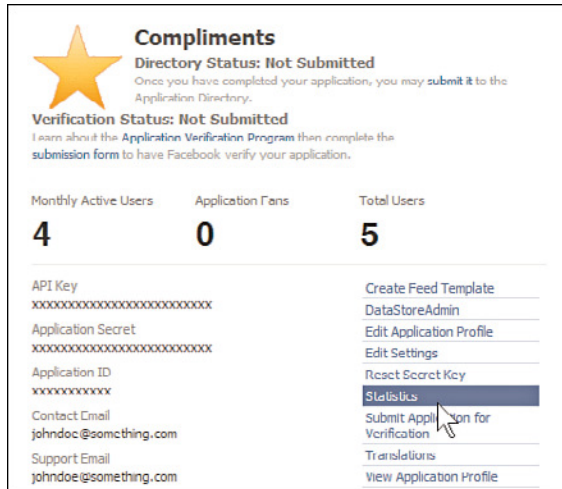 Compliments
Directory Status: Not Submitted
Once you have completed your application, you may submit it to the
Application Directory.
Verification Status: Not Submitted
Learn about the Application Verification Program then complete the
submission form to have Facebook verify your application.
Monthly Active Users Application Fans Total Users
4 0 5
API Key
xxxxxxxxxxxxxxxxxxxxxxxxxx
Application Secret
xxxxxxxxxxxxxxxxxxxxxxxxxx
Application ID
xxxxxxxxxxx
Contact Email
johndoe@something.com
Support Email
johndoe@something.com
Create Feed Template
DataStoreAdmin
Edit Application Profile
Edit Settings
Reset Secret Key
Statistics
Submit Application for
Verification
Translations
View Application Profile